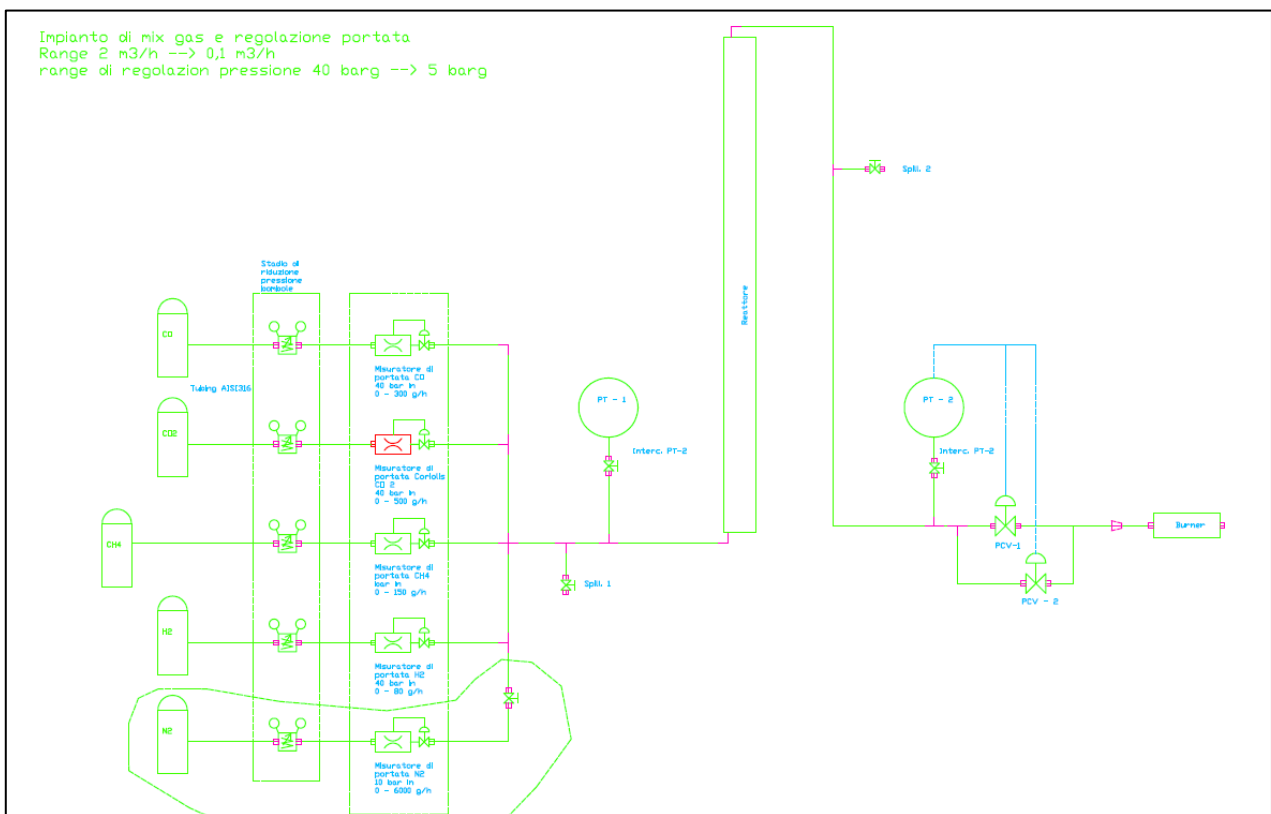 Impianto di mix gas e regolazione portata
Range 2 m3/h --> 0,1 m3/h
range di regolazion pressione 40 barg --> 5 barg
Spill. 2
Stadio di
riduzione
pressione
bombole
Reattore
CO
Misuratore di
portata CO
40 bar in
0 - 300 g/h
Tubing AISI316
PT - 1
PT - 2
CO2
Interc. PT-2
Interc. PT-2
Misuratore di
portata Coriolis
CO 2
40 bar in
0 - 500 g/h
CH4
Burner
PCV-1
Misuratore di
portata CH4
bar in
0 - 150 g/h
Spill. 1
PCV - 2
H2
Misuratore di
portata H2
40 bar in
0 - 80 g/h
N2
Misuratore di
portata N2
10 bar in
0 - 6000 g/h